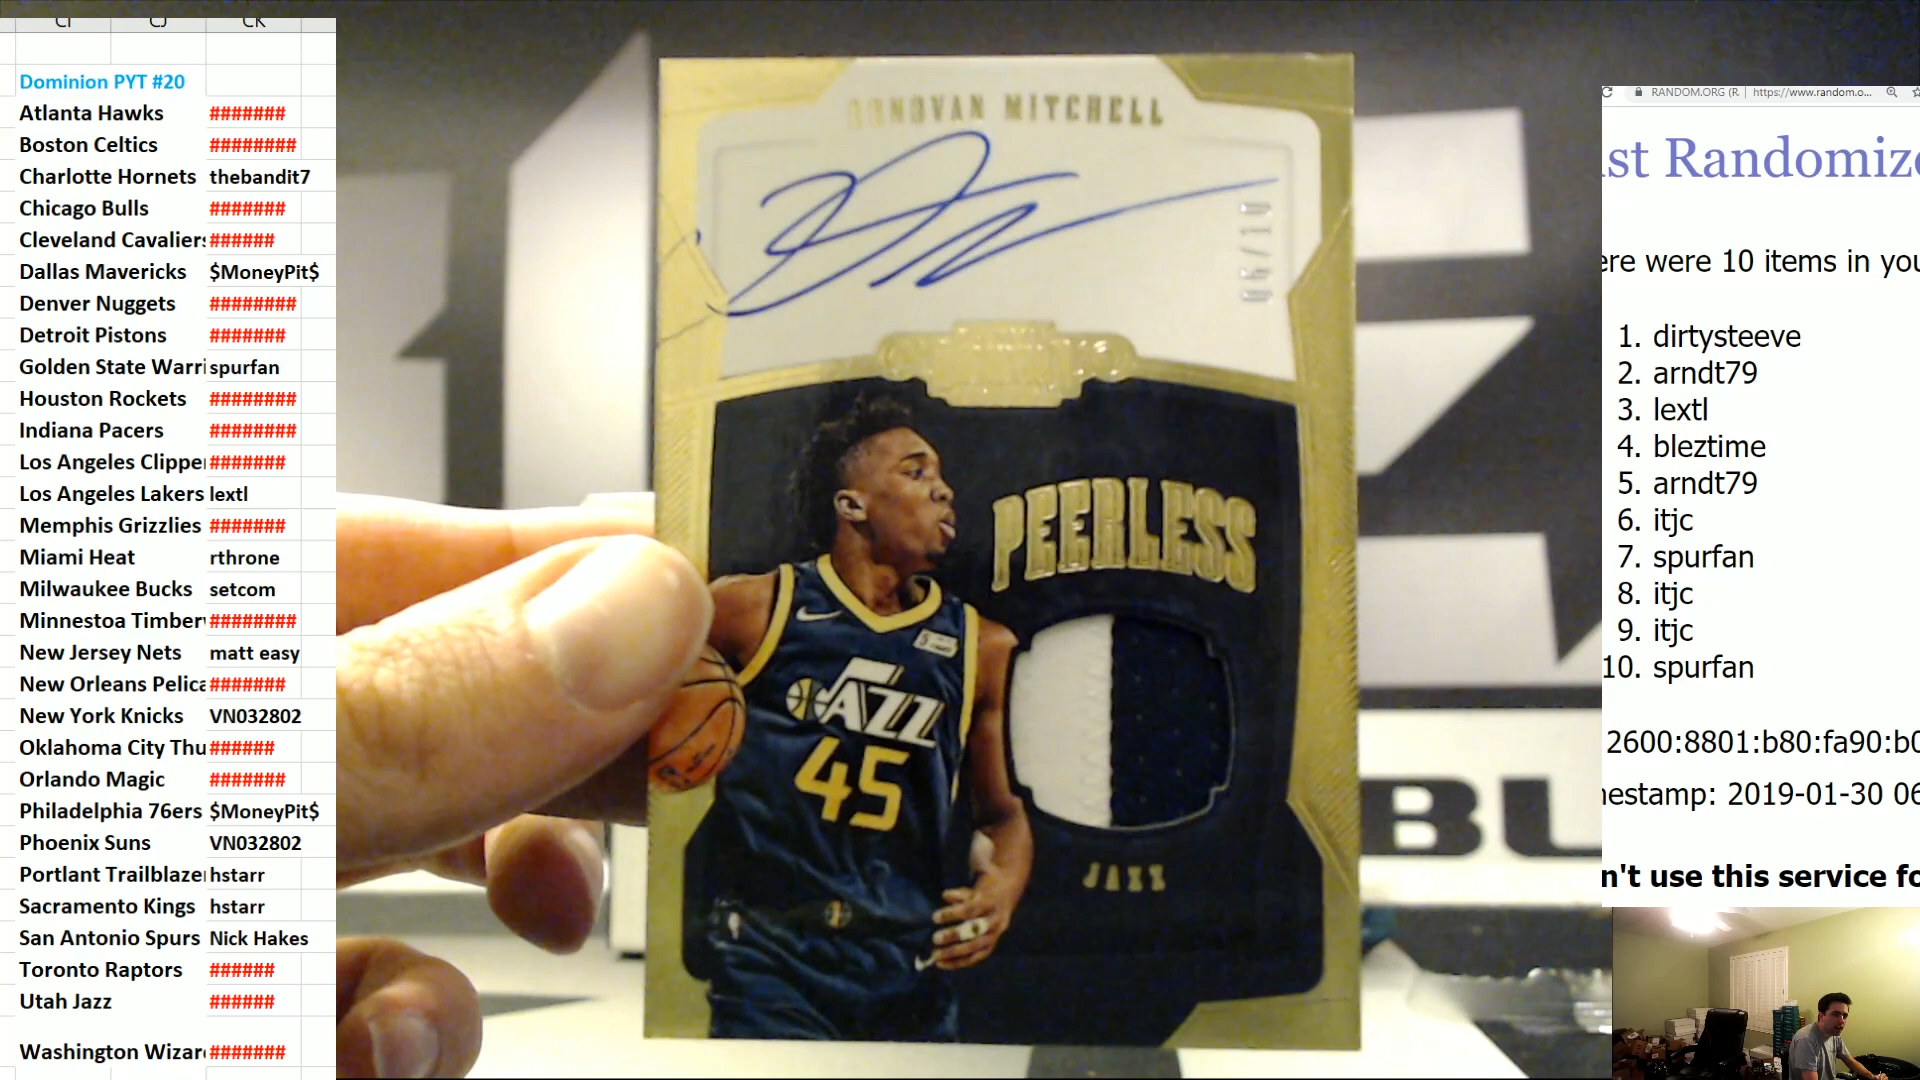 CI CJ CK
Dominion PYT #20
Atlanta Hawks #######
Boston Celtics ########
Charlotte Hornets thebandit7
Chicago Bulls #######
Cleveland Cavaliers ######
Dallas Mavericks $MoneyPit$
Denver Nuggets ########
Detroit Pistons #######
Golden State Warri spurfan
Houston Rockets ########
Indiana Pacers ########
Los Angeles Clipper #######
Los Angeles Lakers lextl
Memphis Grizzlies #######
Miami Heat rthrone
Milwaukee Bucks setcom
Minnestoa Timber ########
New Jersey Nets matt easy
New Orleans Pelica #######
New York Knicks VN032802
Oklahoma City Thu ######
Orlando Magic #######
Philadelphia 76ers $MoneyPit$
Phoenix Suns VN032802
Portlant Trailblaze hstarr
Sacramento Kings hstarr
San Antonio Spurs Nick Hakes
Toronto Raptors ######
Utah Jazz ######
Washington Wizar #######
DONOVAN MITCHELL
06/10
PEERLESS
JAZZ
45
JAZZ
BU
RANDOM.ORG (R https://www.random.o...
st Randomize
ere were 10 items in you
1. dirtysteeve
2. arndt79
3. lextl
4. bleztime
5. arndt79
6. itjc
7. spurfan
8. itjc
9. itjc
10. spurfan
2600:8801:b80:fa90:b0
estamp: 2019-01-30 06
n't use this service fo